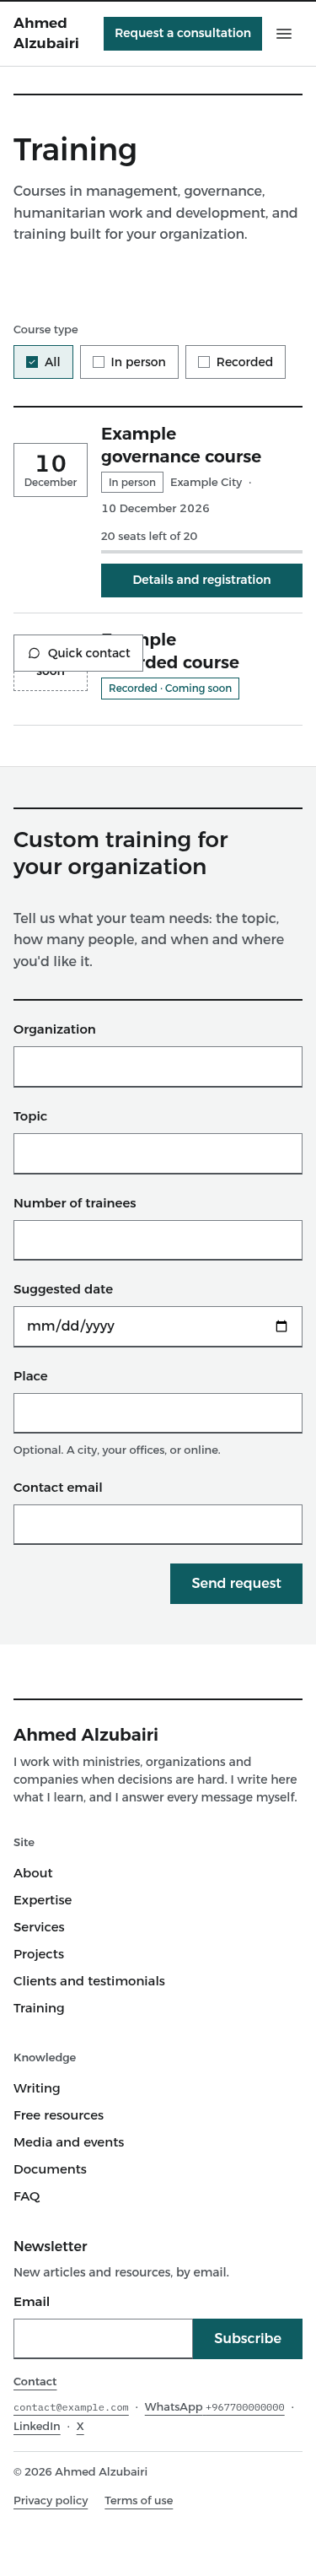 Ahmed
Alzubairi
Request a consultation
Training
Courses in management, governance,
humanitarian work and development, and
training built for your organization.
Course type
All
In person
Recorded
10
December
Example
governance course
In person
Example City ·
10 December 2026
20 seats left of 20
Details and registration
Quick contact
course
Recorded · Coming soon
Custom training for
your organization
Tell us what your team needs: the topic,
how many people, and when and where
you'd like it.
Organization
Topic
Number of trainees
Suggested date
mm/dd/yyyy
Place
Optional. A city, your offices, or online.
Contact email
Send request
Ahmed Alzubairi
I work with ministries, organizations and
companies when decisions are hard. I write here
what I learn, and I answer every message myself.
Site
About
Expertise
Services
Projects
Clients and testimonials
Training
Knowledge
Writing
Free resources
Media and events
Documents
FAQ
Newsletter
New articles and resources, by email.
Email
Subscribe
Contact
contact@example.com · WhatsApp +967700000000 ·
LinkedIn · X
© 2026 Ahmed Alzubairi
Privacy policy
Terms of use